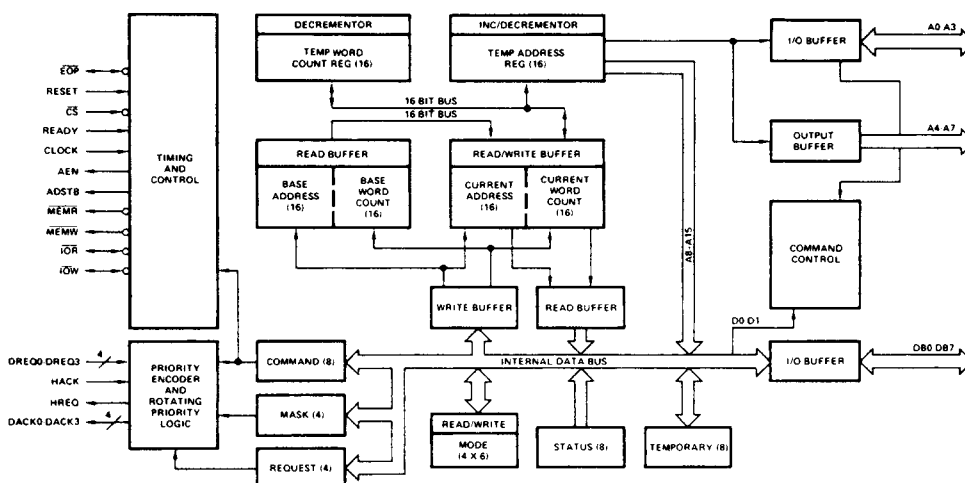 DECREMENTOR
TEMP WORD
COUNT REG (16)
INC/DECREMENTOR
TEMP ADDRESS
REG (16)
I/O BUFFER
A0 A3
EOP
RESET
CS
READY
CLOCK
AEN
ADSTB
MEMR
MEMW
IOR
IOW
TIMING
AND
CONTROL
16 BIT BUS
16 BIT BUS
READ BUFFER
BASE
ADDRESS
(16)
BASE
WORD
COUNT
(16)
READ/WRITE BUFFER
CURRENT
ADDRESS
(16)
CURRENT
WORD
COUNT
(16)
OUTPUT
BUFFER
A4 A7
A8-A15
COMMAND
CONTROL
WRITE BUFFER
READ BUFFER
D0 D1
DREQ0 DREQ3
4
HACK
HREQ
DACK0 DACK3
4
PRIORITY
ENCODER
AND
ROTATING
PRIORITY
LOGIC
COMMAND (8)
MASK (4)
REQUEST (4)
INTERNAL DATA BUS
I/O BUFFER
DB0 DB7
READ/WRITE
MODE
(4 X 6)
STATUS (8)
TEMPORARY (8)